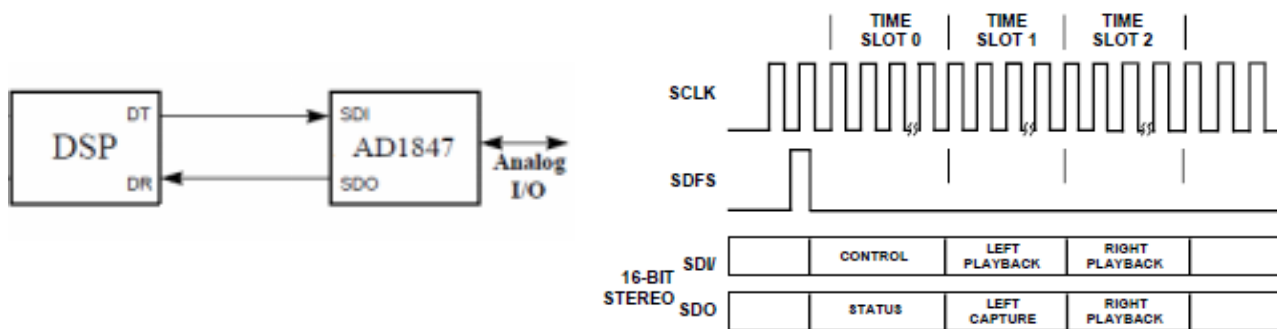 DSP
DT
DR
SDI
AD1847
SDO
Analog
I/O
TIME
SLOT 0
TIME
SLOT 1
TIME
SLOT 2
SCLK
SDFS
16-BIT
STEREO
SDI/
CONTROL
LEFT
PLAYBACK
RIGHT
PLAYBACK
SDO
STATUS
LEFT
CAPTURE
RIGHT
PLAYBACK